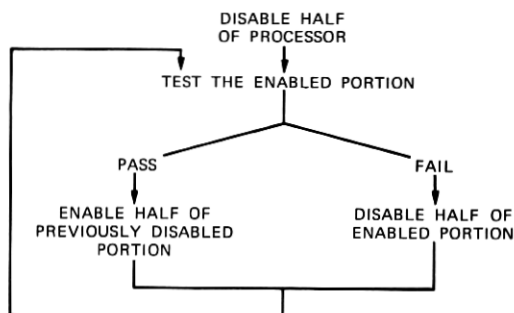 DISABLE HALF
OF PROCESSOR
TEST THE ENABLED PORTION
PASS
FAIL
ENABLE HALF OF
PREVIOUSLY DISABLED
PORTION
DISABLE HALF OF
ENABLED PORTION